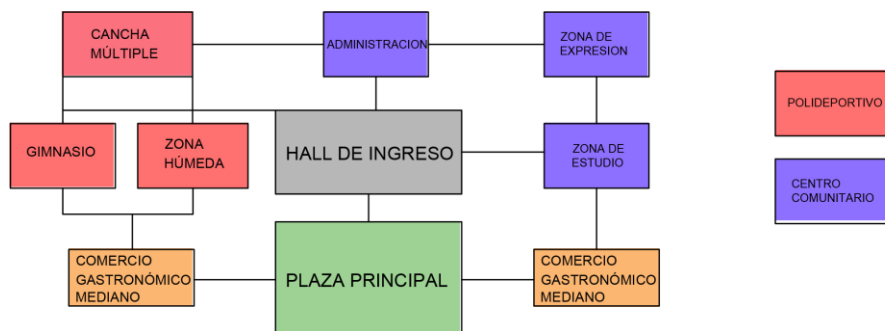 CANCHA
MÚLTIPLE
ADMINISTRACION
ZONA DE
EXPRESION
POLIDEPORTIVO
GIMNASIO
ZONA
HÚMEDA
HALL DE INGRESO
ZONA DE
ESTUDIO
CENTRO
COMUNITARIO
COMERCIO
GASTRONÓMICO
MEDIANO
PLAZA PRINCIPAL
COMERCIO
GASTRONÓMICO
MEDIANO